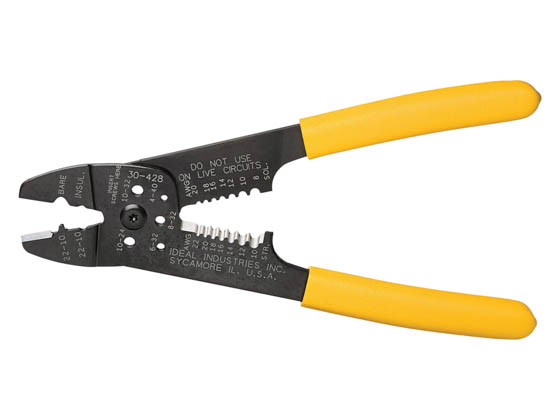 BARE
INSUL.
INSERT
SCREWS HERE
30-428
10-32
4-40
8-32
6-32
10-24
22-10
22-10
DO NOT USE
ON LIVE CIRCUITS
AWG 20 18 16 14 12 10 8 SOL.
AWG 22 20 18 16 14 12 10 STR.
IDEAL INDUSTRIES INC.
SYCAMORE IL. U.S.A.